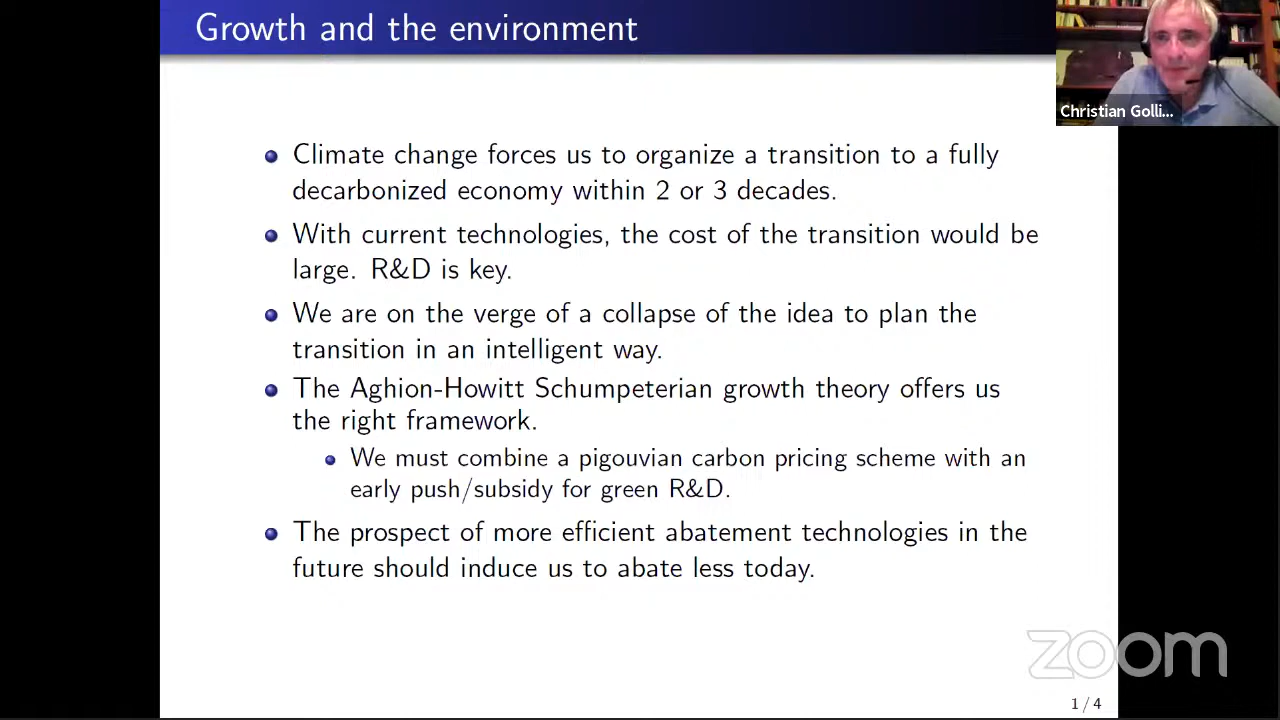 Growth and the environment
Christian Golli...
Climate change forces us to organize a transition to a fully
decarbonized economy within 2 or 3 decades.
With current technologies, the cost of the transition would be
large. R&D is key.
We are on the verge of a collapse of the idea to plan the
transition in an intelligent way.
The Aghion-Howitt Schumpeterian growth theory offers us
the right framework.
We must combine a pigouvian carbon pricing scheme with an
early push/subsidy for green R&D.
The prospect of more efficient abatement technologies in the
future should induce us to abate less today.
zoom
1 / 4